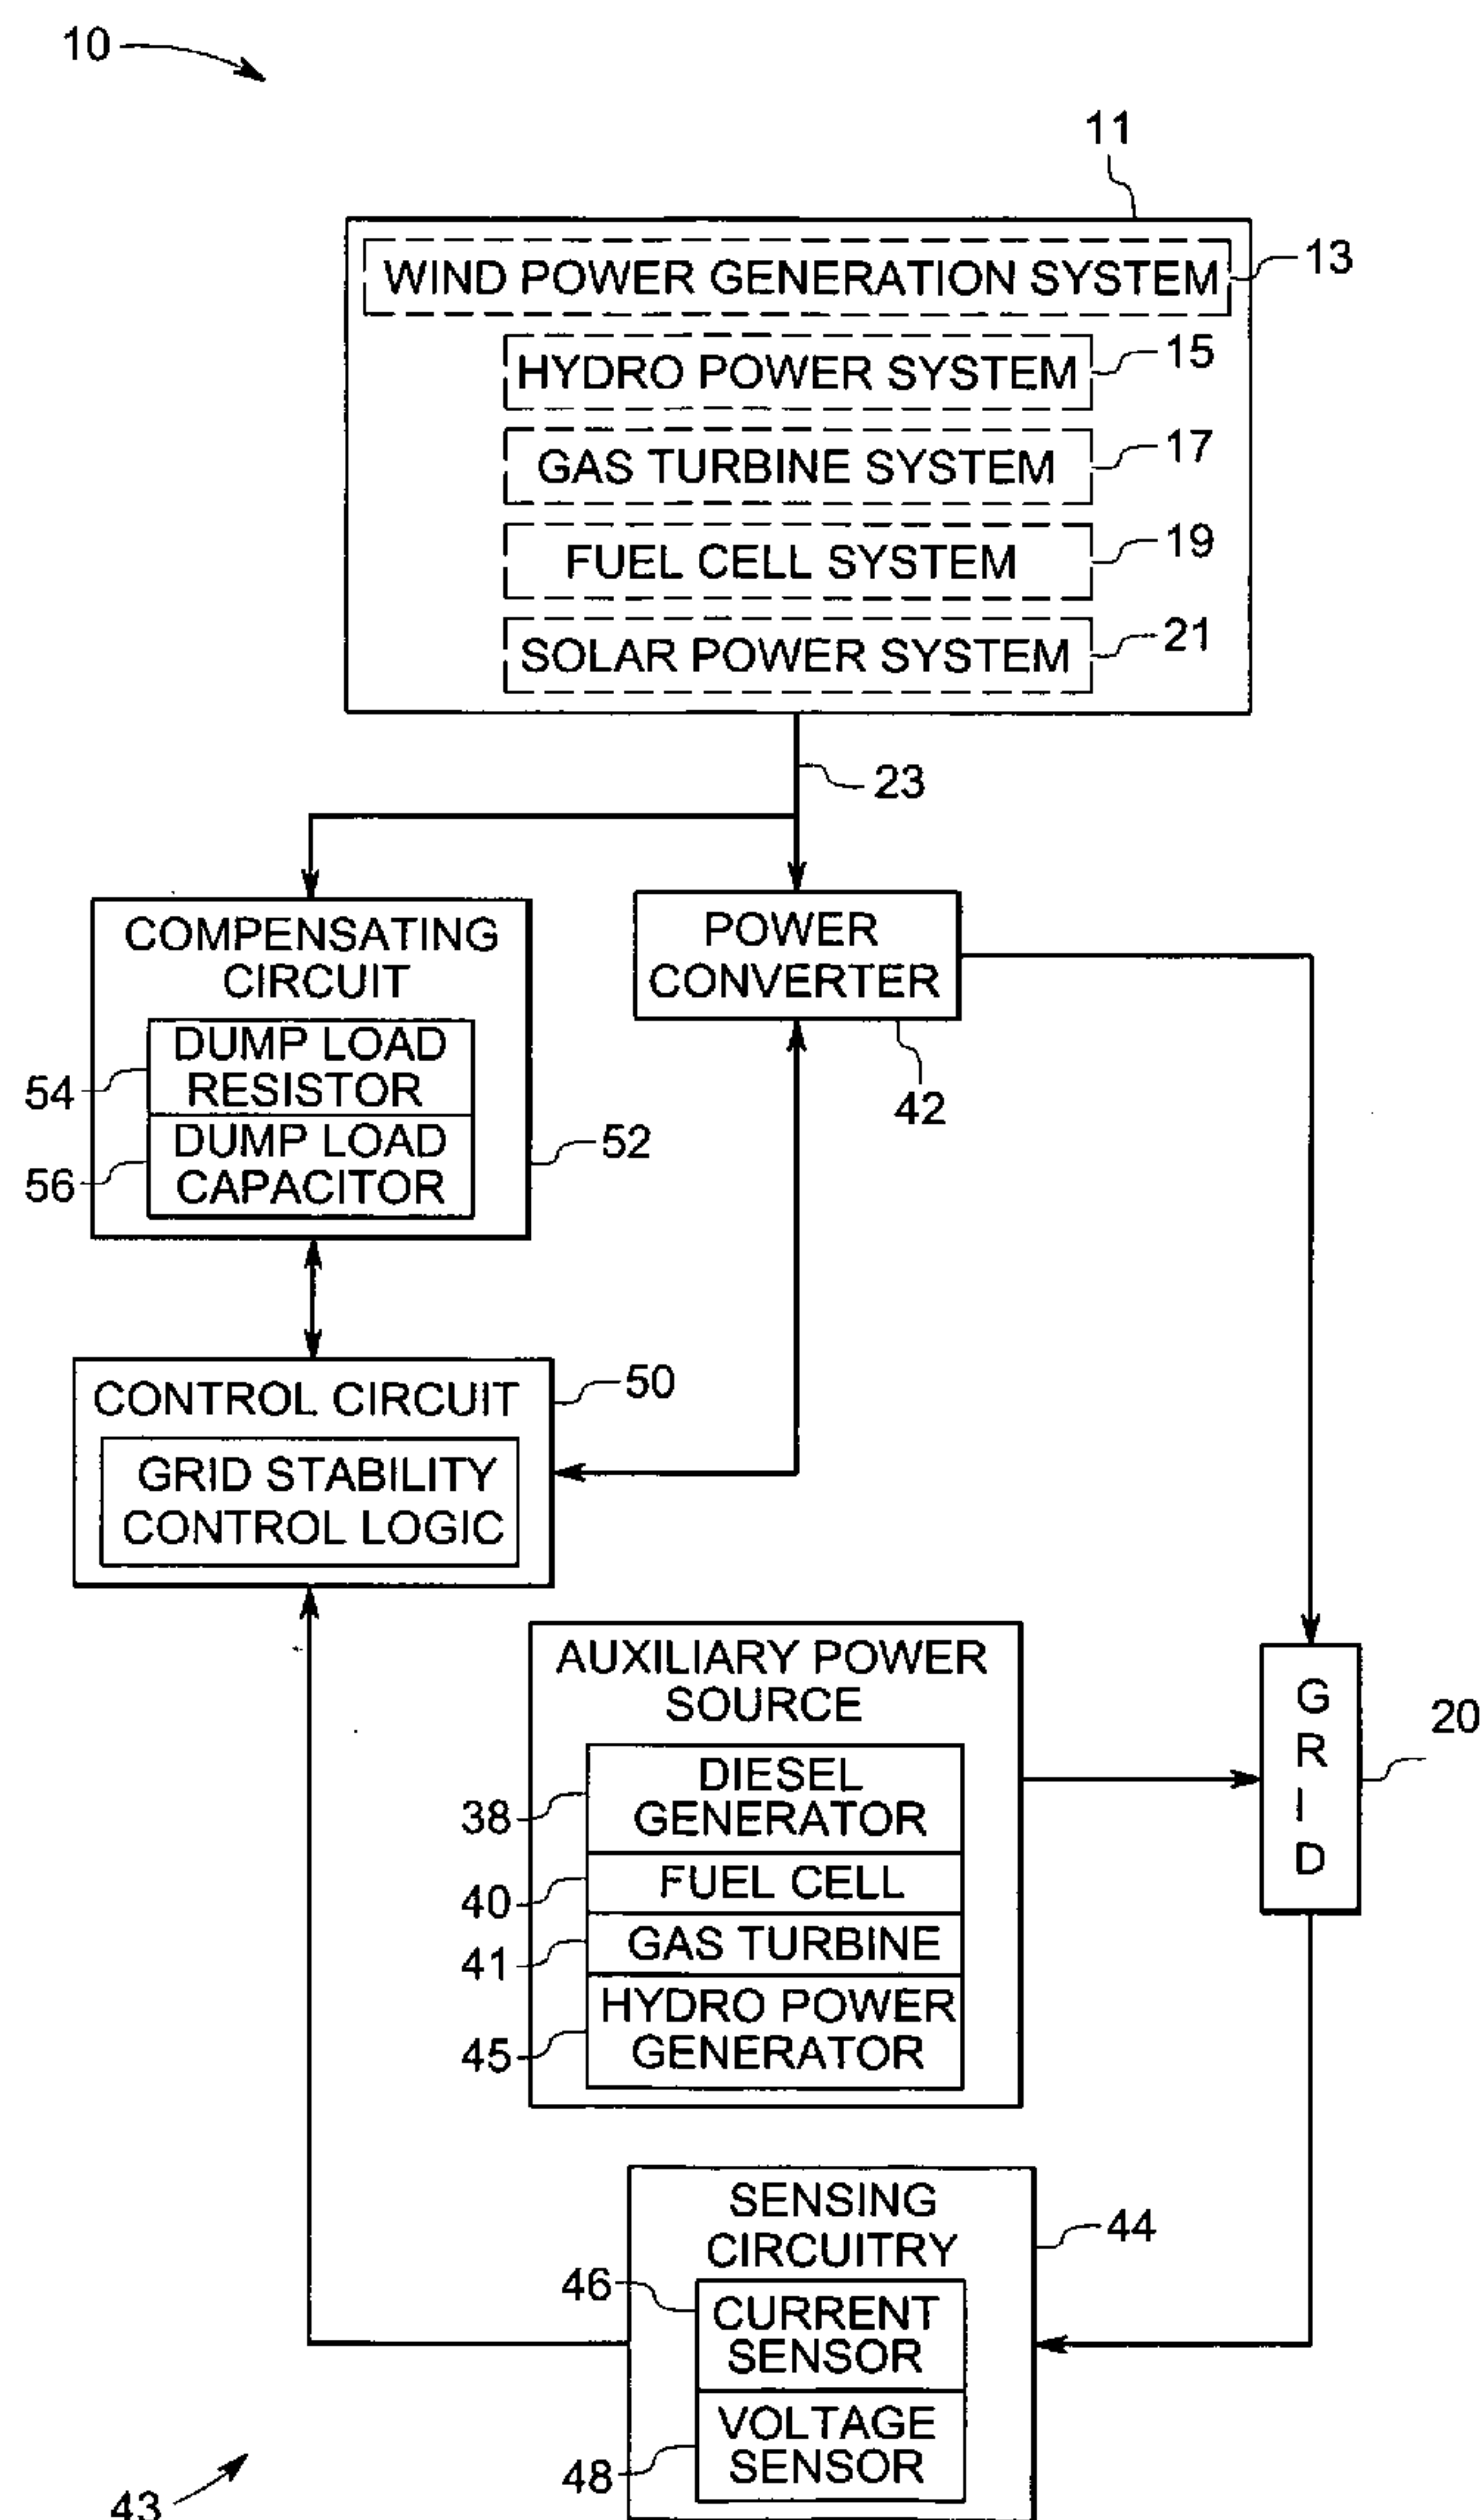 10
11
WIND POWER GENERATION SYSTEM
13
HYDRO POWER SYSTEM
15
GAS TURBINE SYSTEM
17
FUEL CELL SYSTEM
19
SOLAR POWER SYSTEM
21
23
COMPENSATING
CIRCUIT
DUMP LOAD
RESISTOR
54
DUMP LOAD
CAPACITOR
56
52
POWER
CONVERTER
42
CONTROL CIRCUIT
50
GRID STABILITY
CONTROL LOGIC
AUXILIARY POWER
SOURCE
DIESEL
GENERATOR
38
FUEL CELL
40
GAS TURBINE
41
HYDRO POWER
GENERATOR
45
G
R
I
D
20
SENSING
CIRCUITRY
44
46
CURRENT
SENSOR
VOLTAGE
SENSOR
48
43